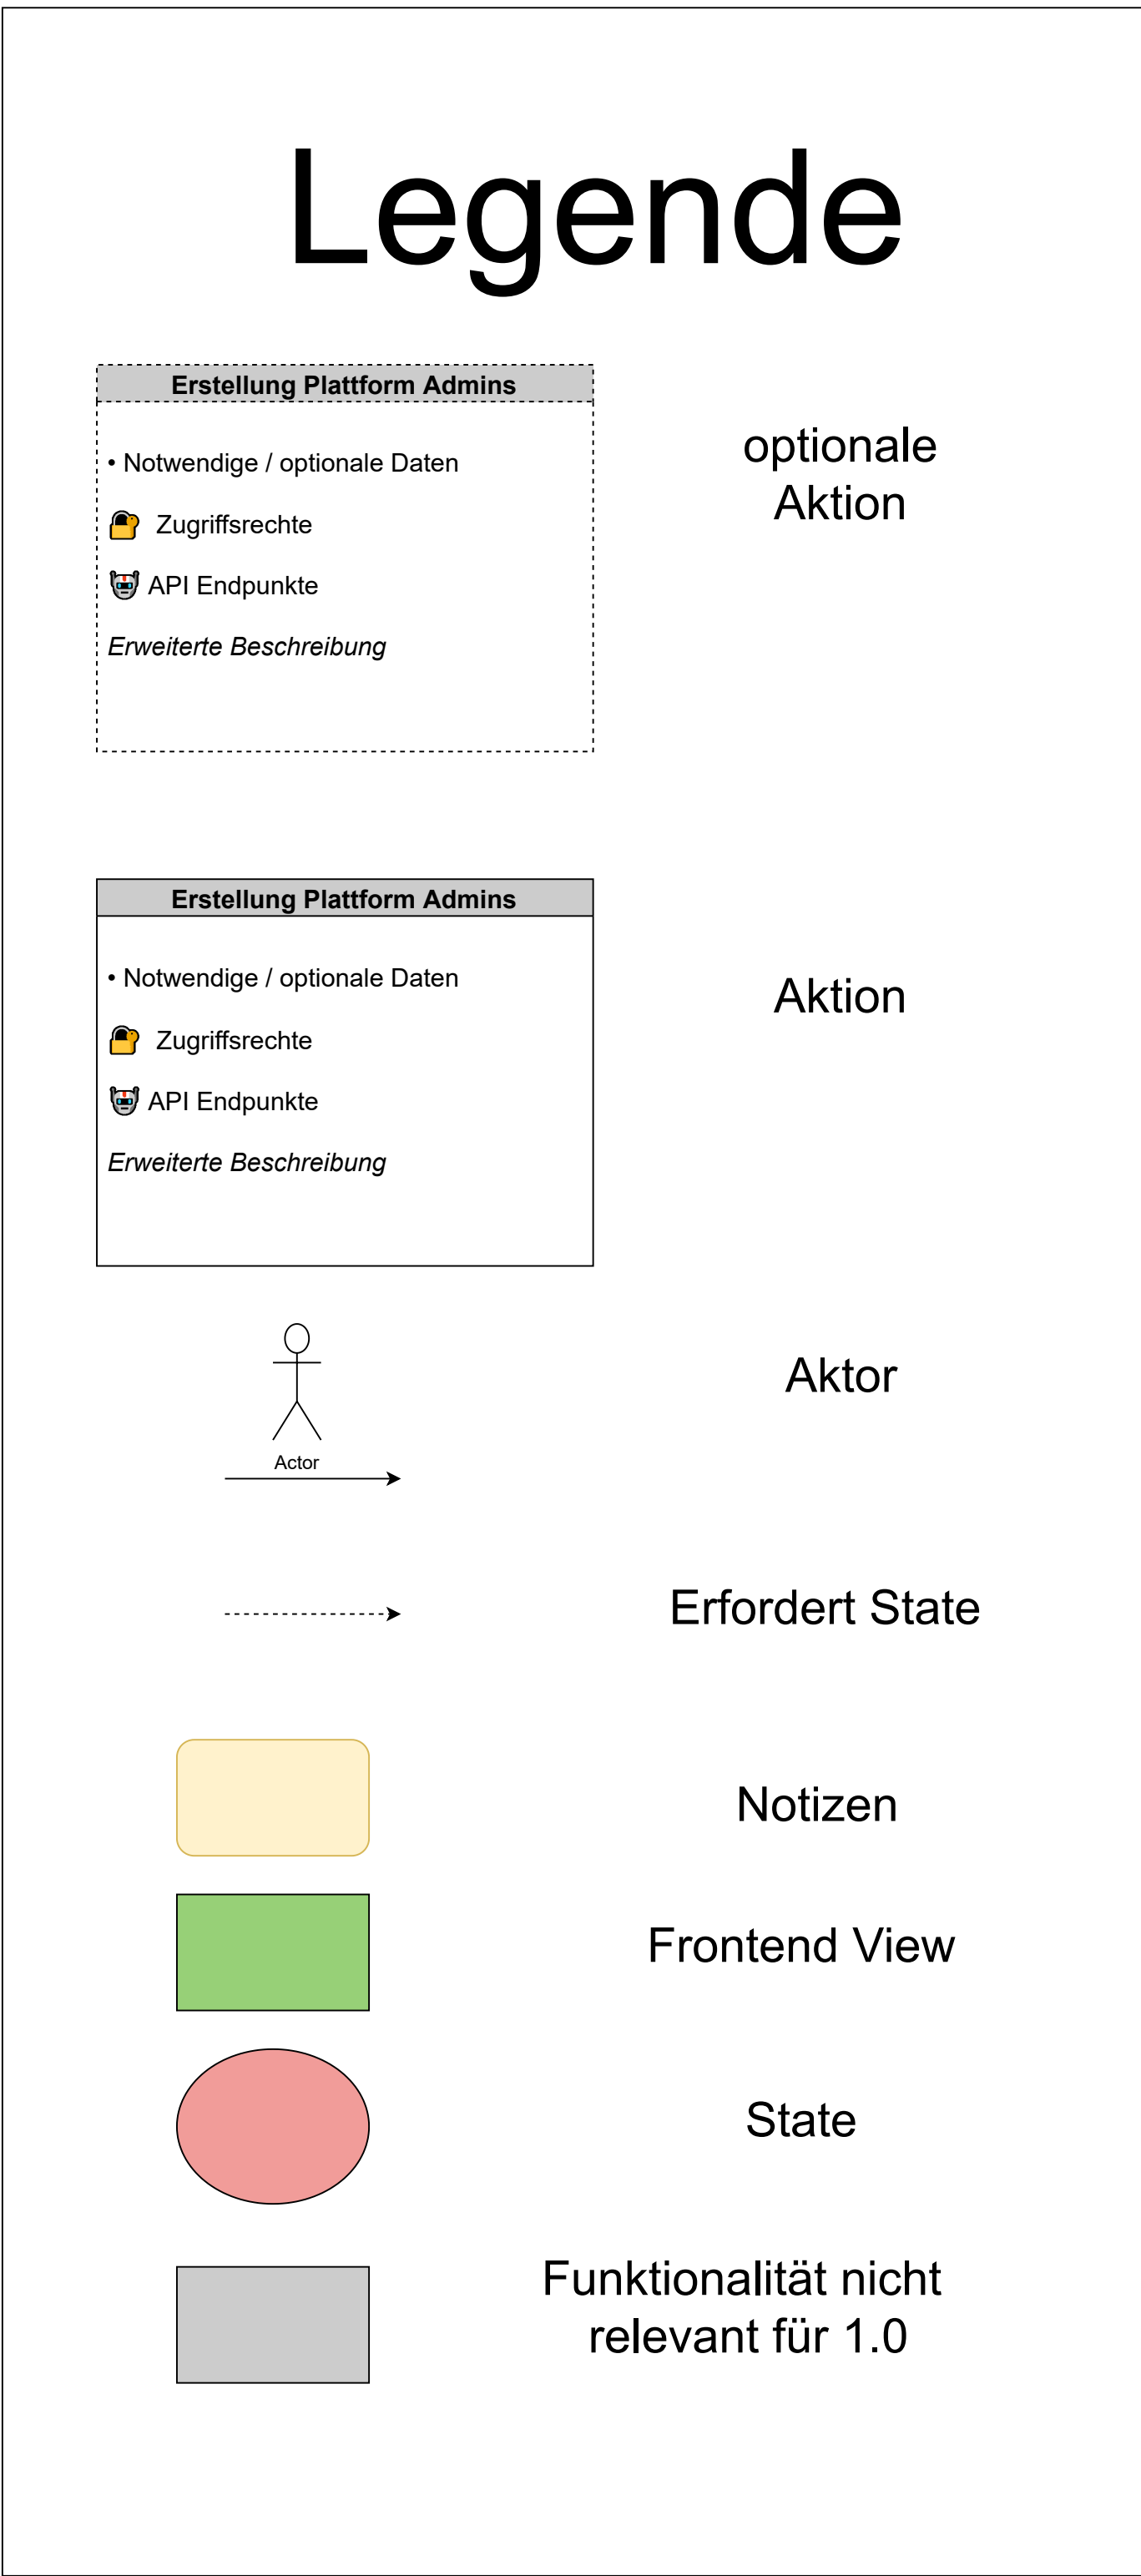 Legende
Erstellung Plattform Admins
• Notwendige / optionale Daten
Zugriffsrechte
API Endpunkte
Erweiterte Beschreibung
optionale
Aktion
Erstellung Plattform Admins
• Notwendige / optionale Daten
Zugriffsrechte
API Endpunkte
Erweiterte Beschreibung
Aktion
Actor
Aktor
Erfordert State
Notizen
Frontend View
State
Funktionalität nicht
relevant für 1.0